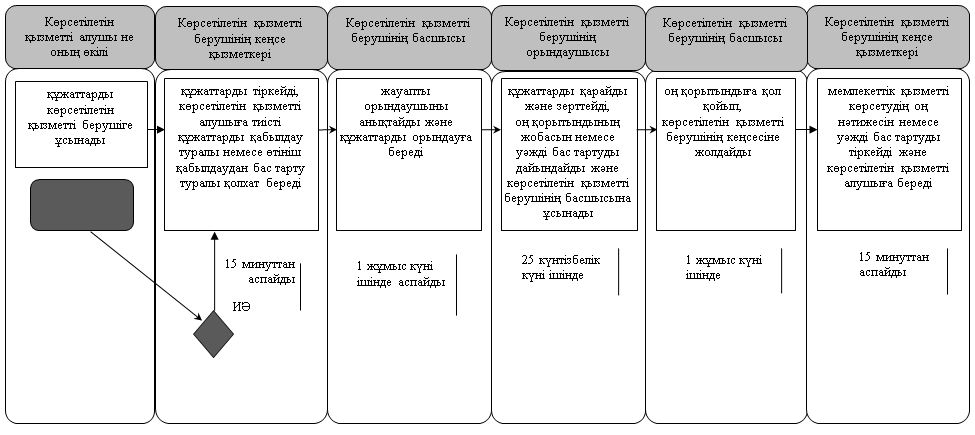 Көрсетілетін
қызметті алушы не
оның өкілі
Көрсетілетін қызметті
берушінің кеңсе
қызметкері
Көрсетілетін қызметті
берушінің басшысы
Көрсетілетін қызметті
берушінің
орындаушысы
Көрсетілетін қызметті
берушінің басшысы
Көрсетілетін қызметті
берушінің кеңсе
қызметкері
құжаттарды
көрсетілетін
қызметті берушіге
ұсынады
құжаттарды тіркейді,
көрсетілетін қызметті
алушыға тиісті
құжаттарды қабылдау
туралы немесе өтініш
қабылдаудан бас тарту
туралы қолхат береді
жауапты
орындаушыны
анықтайды және
құжаттарды орындауға
береді
құжаттарды қарайды
және зерттейді,
оң қорытындының
жобасын немесе
уәжді бас тартуды
дайындайды және
көрсетілетін қызметті
берушінің басшысына
ұсынады
оң қорытындыға қол
қойып,
көрсетілетін қызметті
берушінің кеңсесіне
жолдайды
мемлекеттік қызметті
көрсетудің оң
нәтижесін немесе
уәжді бас тартуды
тіркейді және
көрсетілетін қызметті
алушыға береді
15 минуттан
аспайды
ИӘ
1 жұмыс күні
ішінде аспайды
25 күнтізбелік
күні ішінде
1 жұмыс күні
ішінде
15 минуттан
аспайды